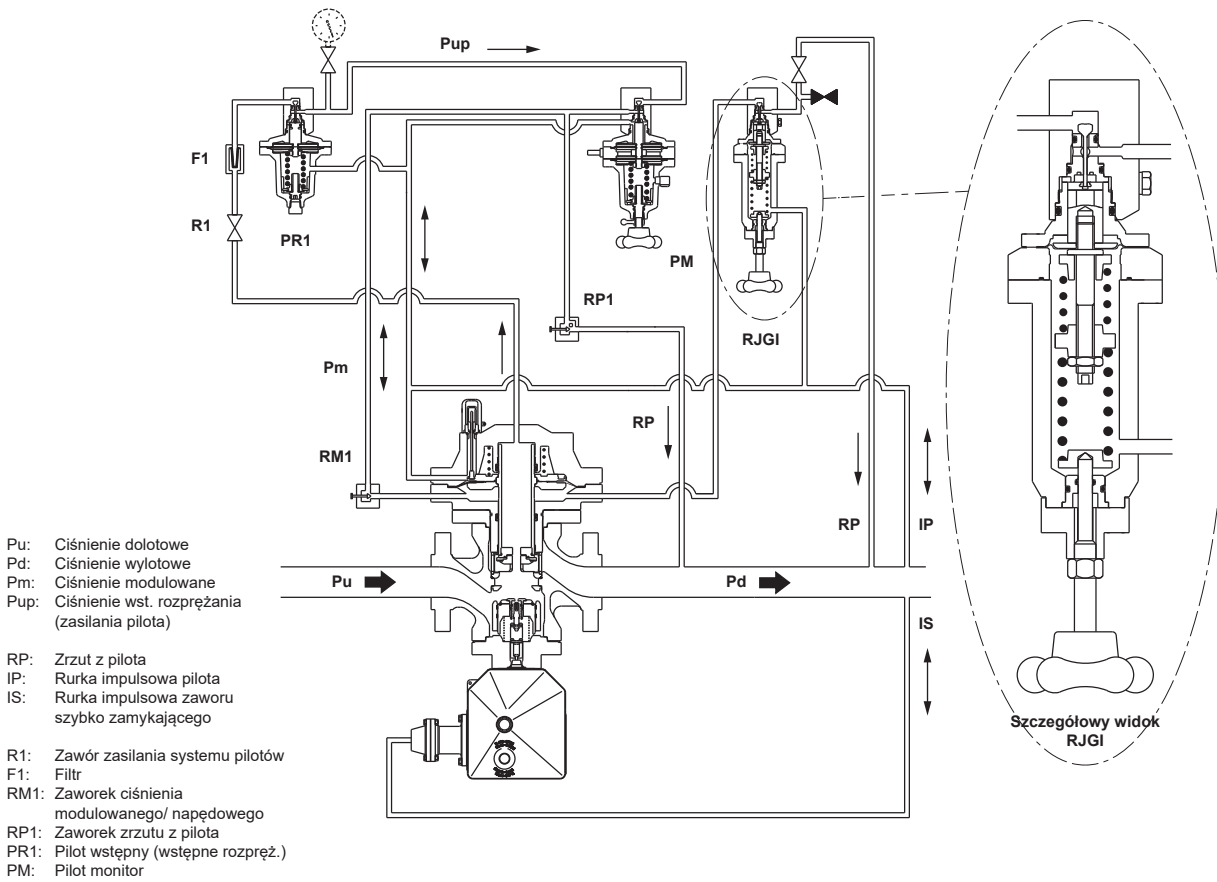 Pup
F1
R1
PR1
PM
RP1
RJGI
Pm
RP
RM1
RP
IP
Pu
Pd
IS
Szczegółowy widok
RJGI
Pu: Ciśnienie dolotowe
Pd: Ciśnienie wylotowe
Pm: Ciśnienie modulowane
Pup: Ciśnienie wst. rozprężania
(zasilania pilota)
RP: Zrzut z pilota
IP: Rurka impulsowa pilota
IS: Rurka impulsowa zaworu
szybko zamykającego
R1: Zawór zasilania systemu pilotów
F1: Filtr
RM1: Zaworek ciśnienia
modulowanego/ napędowego
RP1: Zaworek zrzutu z pilota
PR1: Pilot wstępny (wstępne rozpręż.)
PM: Pilot monitor